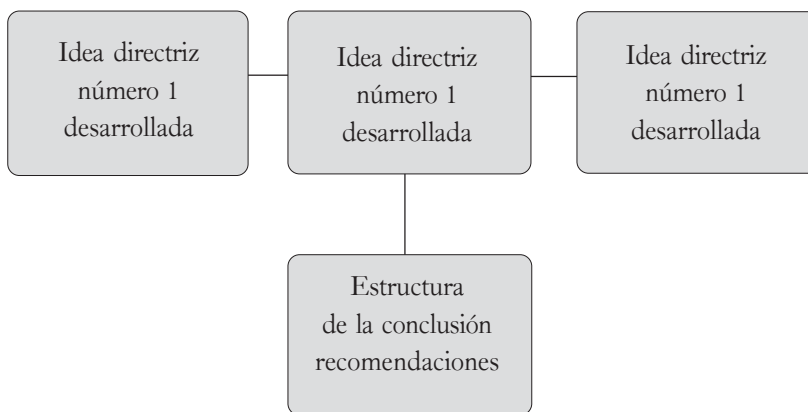 Idea directriz
número 1
desarrollada
Idea directriz
número 1
desarrollada
Idea directriz
número 1
desarrollada
Estructura
de la conclusión
recomendaciones